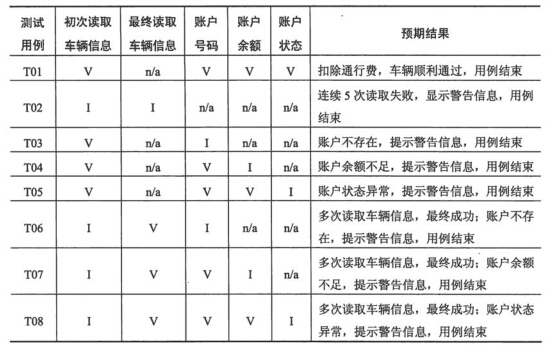 测试 初次读取 最终读取 账户 账户 账户 预期结果
用例 车辆信息 车辆信息 号码 余额 状态
T01 V n/a V V V 扣除通行费，车辆顺利通过，用例结束
T02 I I n/a n/a n/a 连续5次读取失败，显示警告信息，用例
结束
T03 V n/a I n/a n/a 账户不存在，提示警告信息，用例结束
T04 V n/a V I n/a 账户余额不足，提示警告信息，用例结束
T05 V n/a V V I 账户状态异常，提示警告信息，用例结束
T06 I V I n/a n/a 多次读取车辆信息，最终成功；账户不存
在，提示警告信息，用例结束
T07 I V V I n/a 多次读取车辆信息，最终成功；账户余额
不足，提示警告信息，用例结束
T08 I V V V I 多次读取车辆信息，最终成功；账户状态
异常，提示警告信息，用例结束